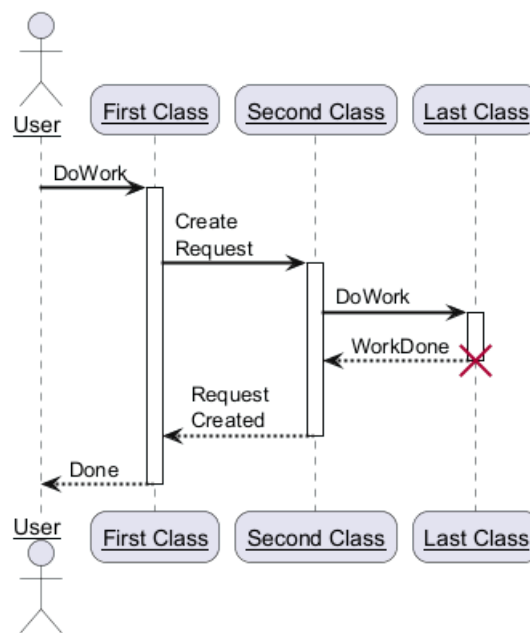 User
First Class
Second Class
Last Class
DoWork
Create
Request
DoWork
WorkDone
Request
Created
Done
User
First Class
Second Class
Last Class